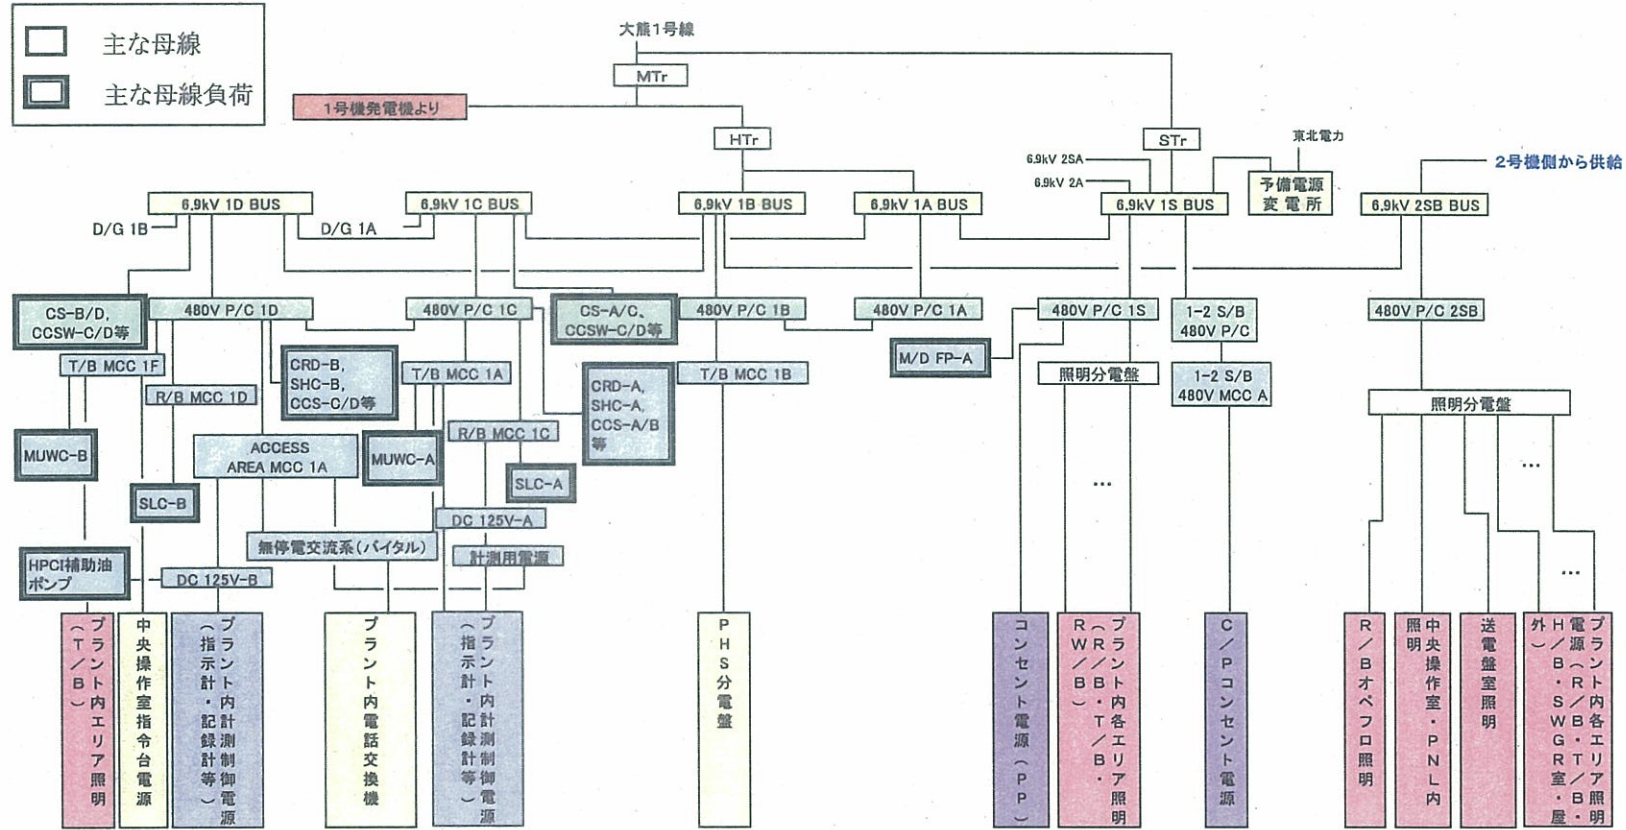 主な母線
主な母線負荷
大熊1号線
MTr
1号機発電機より
HTr
STr
東北電力
6.9kV 2SA
6.9kV 2A
予備電源
変電所
2号機側から供給
6.9kV 1D BUS
6.9kV 1C BUS
6.9kV 1B BUS
6.9kV 1A BUS
6.9kV 1S BUS
6.9kV 2SB BUS
D/G 1B
D/G 1A
CS-B/D,
CCSW-C/D等
480V P/C 1D
480V P/C 1C
CS-A/C、
CCSW-C/D等
480V P/C 1B
480V P/C 1A
480V P/C 1S
1-2 S/B
480V P/C
480V P/C 2SB
T/B MCC 1F
CRD-B,
SHC-B,
CCS-C/D等
T/B MCC 1A
CRD-A,
SHC-A,
CCS-A/B
等
T/B MCC 1B
M/D FP-A
照明分電盤
1-2 S/B
480V MCC A
照明分電盤
R/B MCC 1D
R/B MCC 1C
MUWC-B
ACCESS
AREA MCC 1A
MUWC-A
SLC-B
SLC-A
...
...
DC 125V-A
無停電交流系(バイタル)
計測用電源
HPCI補助油
ポンプ
DC 125V-B
...
プラント内エリア照明
(T/B)
中央操作室指令台電源
プラント内計測制御電源
(指示計・記録計等)
プラント内電話交換機
プラント内計測制御電源
(指示計・記録計等)
PHS分電盤
コンセント電源(PP)
プラント内各エリア照明
(R/B・T/B・
RW/B)
C/Pコンセント電源
R/Bオペフロ照明
中央操作室・PNL内
照明
送電盤室照明
プラント内各エリア照明
電源(R/B・T/B・
H/B・SWGR室・屋
外)